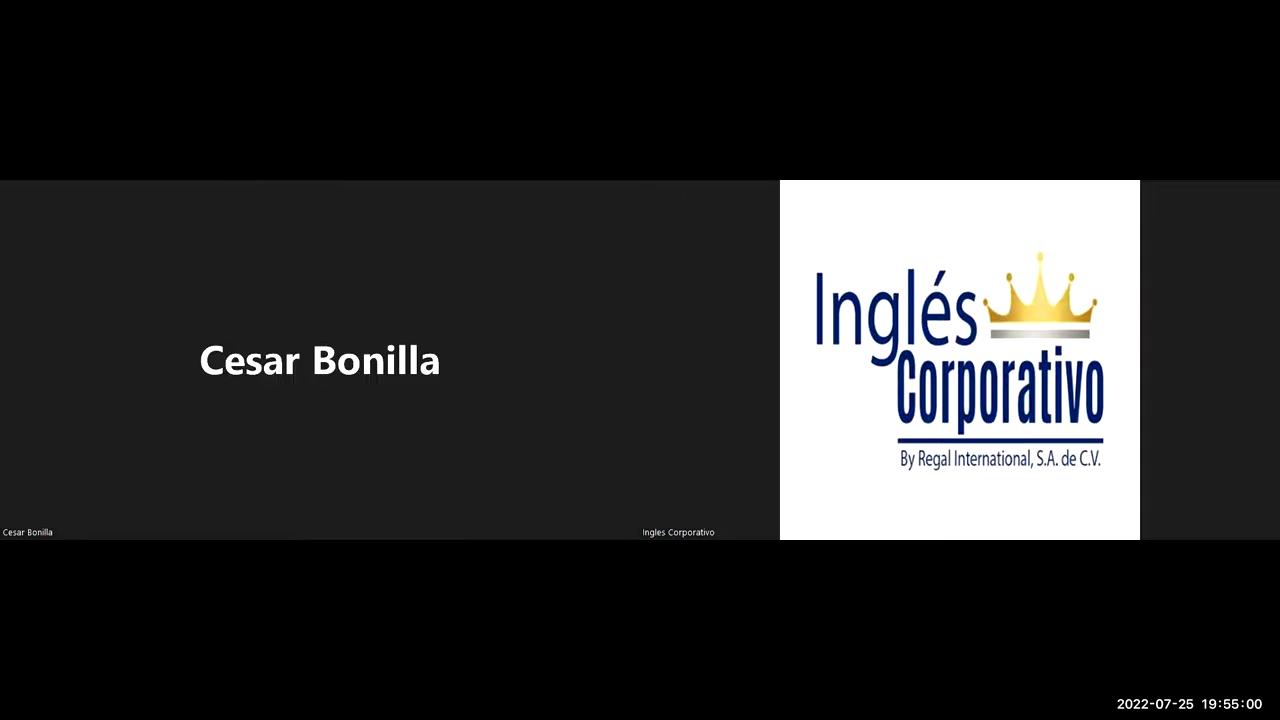 Cesar Bonilla
Inglés
Corporativo
By Regal International, S.A. de C.V.
Cesar Bonilla
Ingles Corporativo
2022-07-25 19:55:00